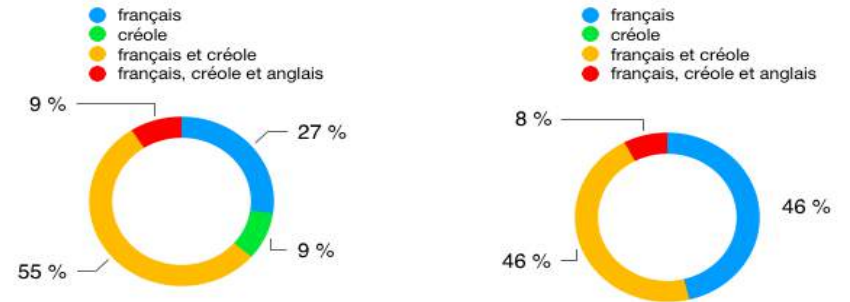 français
créole
français et créole
français, créole et anglais
9 %
27 %
9 %
55 %
français
créole
français et créole
français, créole et anglais
8 %
46 %
46 %